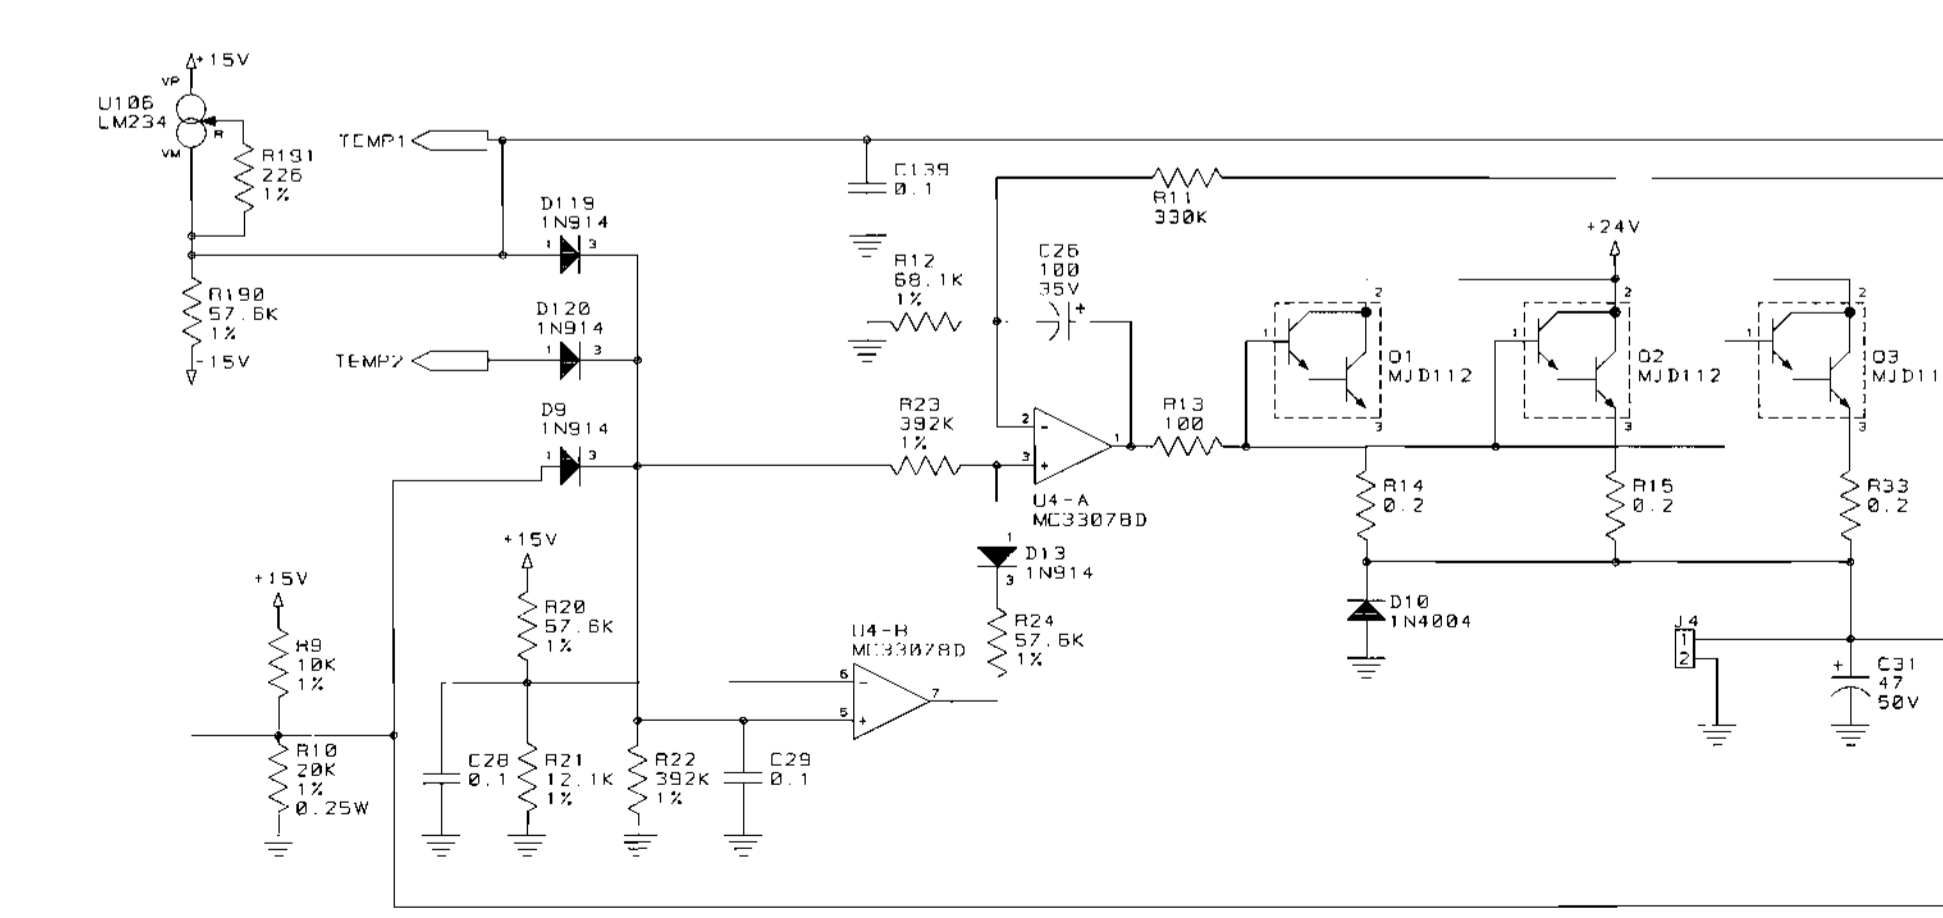 +15V
VP
U106
LM234
R
VM
R191
226
1%
TEMP1
C139
0.1
R11
330K
D119
1N914
1
3
+24V
R12
68.1K
1%
C26
100
35V
+
R190
57.6K
1%
-15V
D120
1N914
1
3
TEMP2
2
1
Q1
MJD112
3
2
1
Q2
MJD112
3
2
1
Q3
MJD11
3
D9
1N914
1
3
R23
392K
1%
2
-
3
+
1
U4-A
MC33078D
R13
100
R14
0.2
R15
0.2
R33
0.2
+15V
1
D13
1N914
3
+15V
R20
57.6K
1%
R9
10K
1%
U4-B
MC33078D
6
-
5
+
7
R24
57.6K
1%
D10
1N4004
J4
1
2
+
C31
47
50V
R10
20K
1%
0.25W
C28
0.1
R21
12.1K
1%
R22
392K
1%
C29
0.1